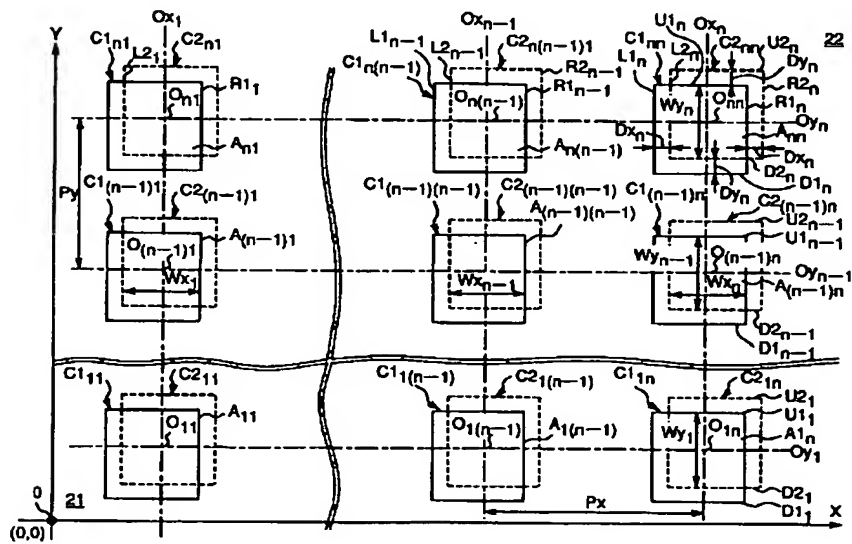 Ox₁ Oxₙ₋₁ U1ₙ Oxₙ
Y C1ₙ₁ L2₁ C2ₙ₁ L1ₙ₋₁ L2ₙ₋₁ C2ₙ₍ₙ₋₁₎₁ C1ₙₙ L2ₙ C2ₙₙ U2ₙ 22
C1ₙ₍ₙ₋₁₎ R2ₙ₋₁ L1ₙ Dyₙ R2ₙ
R1₁ R1ₙ₋₁ R1ₙ
Oₙ₁ Oₙ₍ₙ₋₁₎ Wyₙ Oₙₙ Oyₙ
Aₙ₁ Aₙ₍ₙ₋₁₎ Dxₙ Aₙₙ
Dxₙ
Py D2ₙ
C1₍ₙ₋₁₎₁ C2₍ₙ₋₁₎₁ C1₍ₙ₋₁₎₍ₙ₋₁₎ C2₍ₙ₋₁₎₍ₙ₋₁₎ C1₍ₙ₋₁₎ₙ Dyₙ D1ₙ
C2₍ₙ₋₁₎ₙ
A₍ₙ₋₁₎₁ A₍ₙ₋₁₎₍ₙ₋₁₎ U2ₙ₋₁
U1ₙ₋₁
O₍ₙ₋₁₎₁ Wyₙ₋₁ O₍ₙ₋₁₎ₙ
Wx₁ Wxₙ₋₁ Wxₙ Oyₙ₋₁
A₍ₙ₋₁₎ₙ
D2ₙ₋₁
D1ₙ₋₁
C1₁₁ C2₁₁ C1₁₍ₙ₋₁₎ C2₁₍ₙ₋₁₎ C1₁ₙ C2₁ₙ
A₁₁ U2₁
U1₁
O₁₁ O₁₍ₙ₋₁₎ A₁₍ₙ₋₁₎ Wy₁ O₁ₙ A1ₙ
Oy₁
0 21 D2₁
Px D1₁
(0,0) X